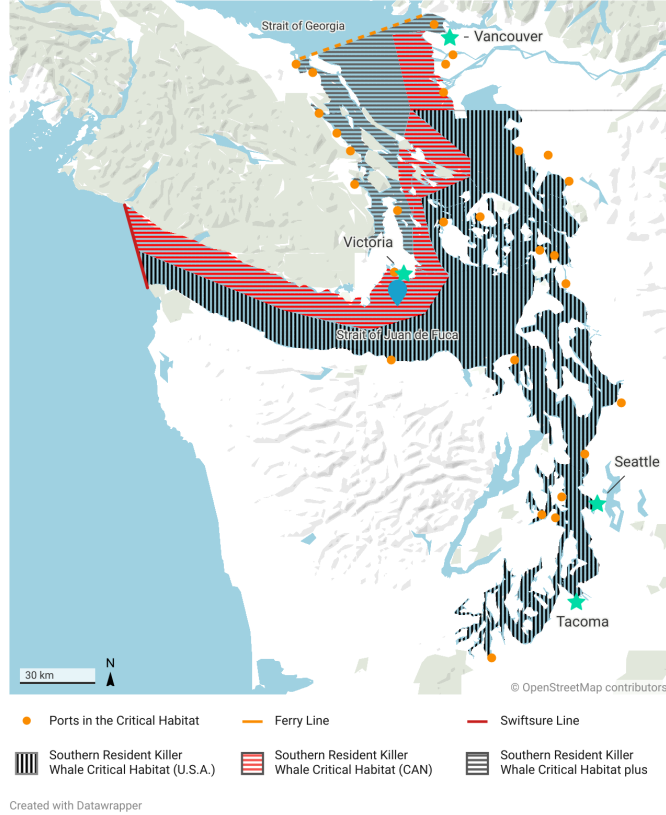 Strait of Georgia
- Vancouver
Victoria
Strait of Juan de Fuca
Seattle
Tacoma
30 km
N
© OpenStreetMap contributors
Ports in the Critical Habitat
Ferry Line
Swiftsure Line
Southern Resident Killer
Whale Critical Habitat (U.S.A.)
Southern Resident Killer
Whale Critical Habitat (CAN)
Southern Resident Killer
Whale Critical Habitat plus
Created with Datawrapper